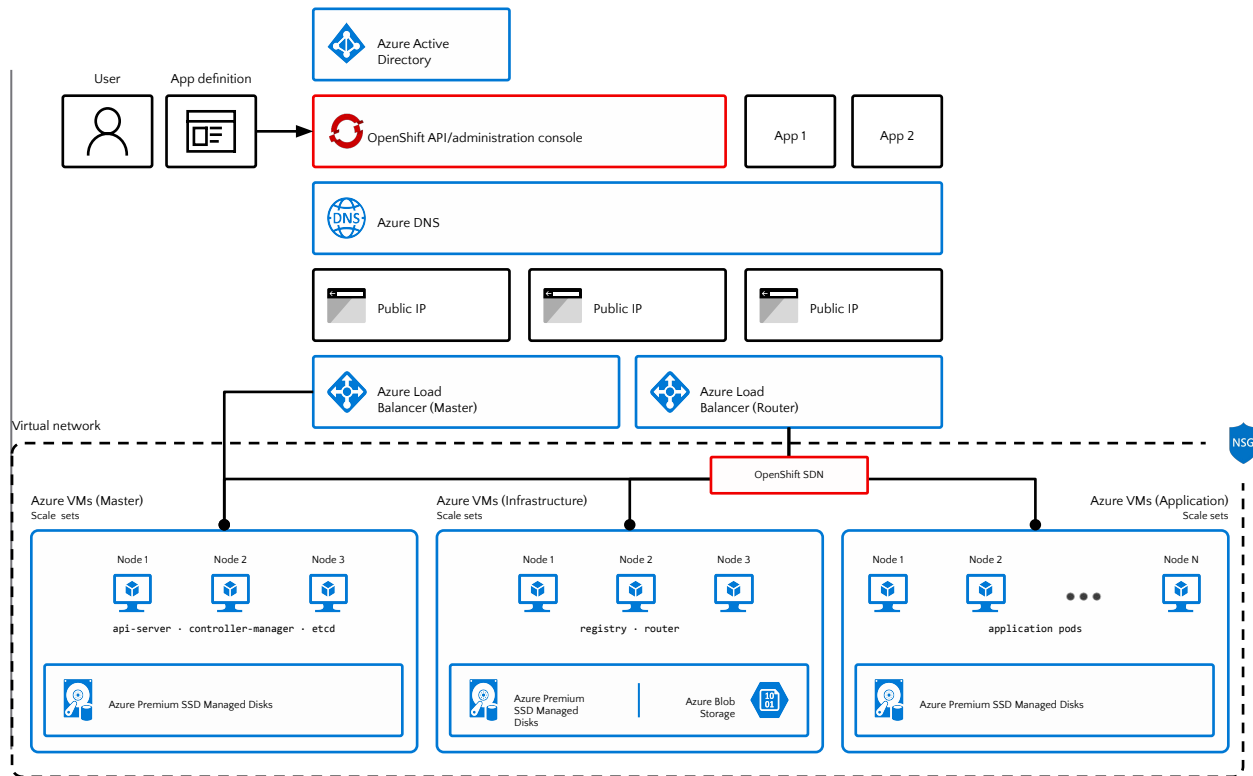 Azure Active
Directory
User
App definition
OpenShift API/administration console
App 1
App 2
DNS
Azure DNS
Public IP
Public IP
Public IP
Azure Load
Balancer (Master)
Azure Load
Balancer (Router)
Virtual network
NSG
OpenShift SDN
Azure VMs (Master)
Scale sets
Azure VMs (Infrastructure)
Scale sets
Azure VMs (Application)
Scale sets
Node 1
Node 2
Node 3
api-server · controller-manager · etcd
Azure Premium SSD Managed Disks
Node 1
Node 2
Node 3
registry · router
Azure Premium
SSD Managed
Disks
Azure Blob
Storage
10
01
Node 1
Node 2
Node N
application pods
Azure Premium SSD Managed Disks